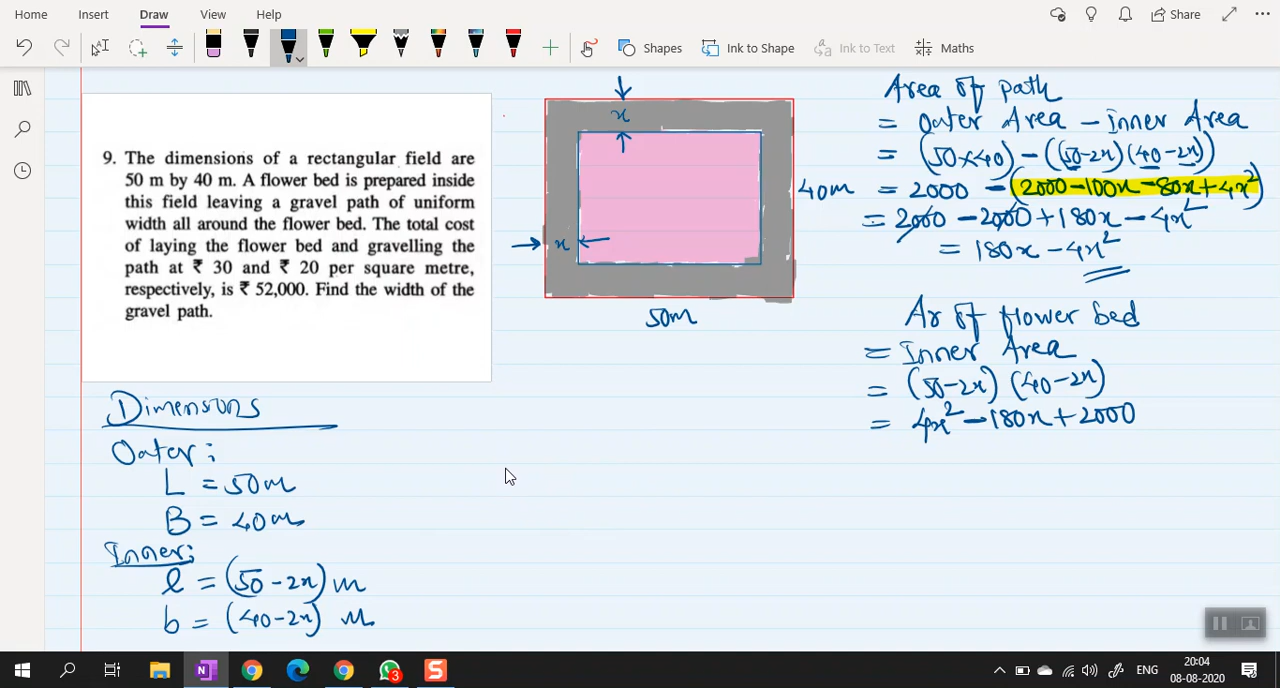 Home Insert Draw View Help Share
Shapes Ink to Shape Ink to Text Maths
9. The dimensions of a rectangular field are
50 m by 40 m. A flower bed is prepared inside
this field leaving a gravel path of uniform
width all around the flower bed. The total cost
of laying the flower bed and gravelling the
path at ₹ 30 and ₹ 20 per square metre,
respectively, is ₹ 52,000. Find the width of the
gravel path.
x
x
40m
50m
Area of path
= Outer Area - inner Area
= (50×40) - ((50-2x)(40-2x))
= 2000 - (2000-100x-80x+4x²)
= 2000 - 2000 + 180x - 4x²
= 180x - 4x²
Ar of flower bed
= Inner Area
= (50-2x) (40-2x)
= 4x² - 180x + 2000
Dimensons
Outer:
L = 50m
B = 40m
Inner:
l = (50-2x) m
b = (40-2x) m
3
S
N
ENG
20:04
08-08-2020